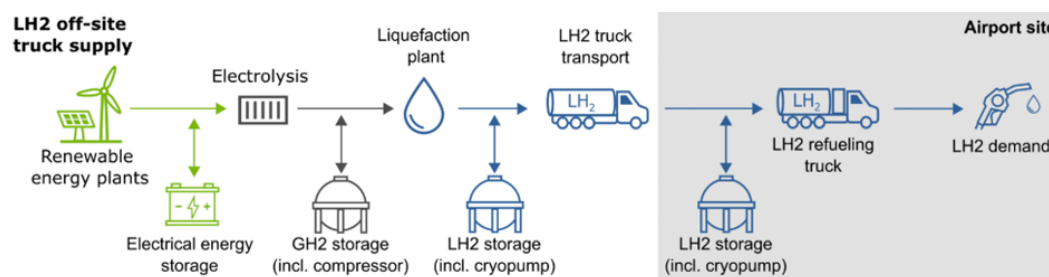 LH2 off-site
truck supply
Airport site
Liquefaction
plant
LH2 truck
transport
Electrolysis
LH₂
LH₂
Renewable
energy plants
LH2 refueling
truck
LH2 demand
- +
Electrical energy
storage
GH2 storage
(incl. compressor)
LH2 storage
(incl. cryopump)
LH2 storage
(incl. cryopump)